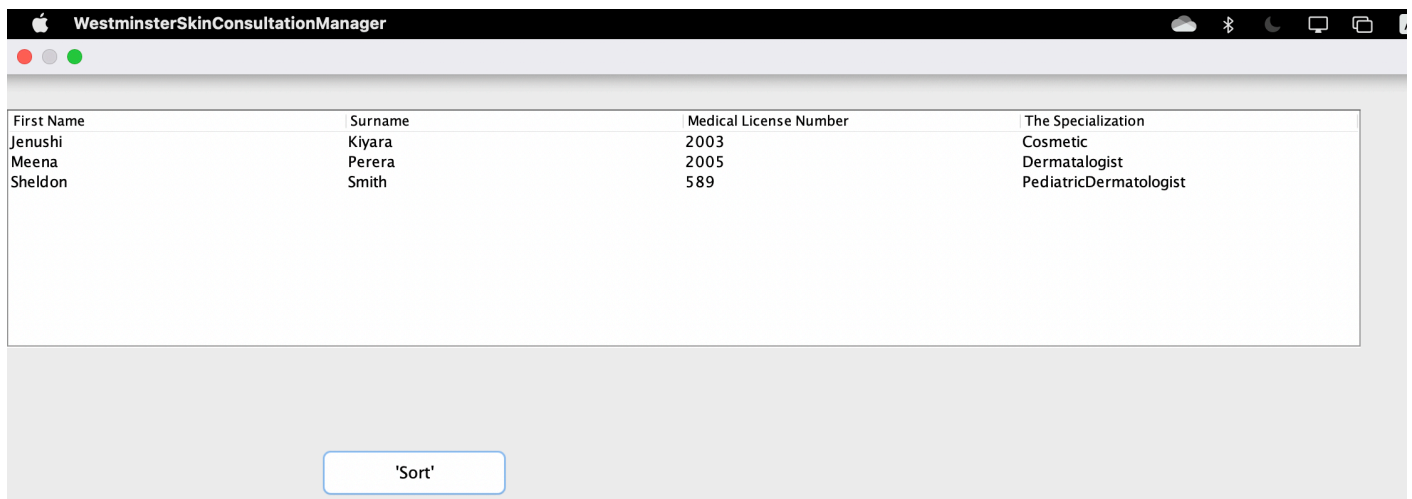 WestminsterSkinConsultationManager
First Name Surname Medical License Number The Specialization
Jenushi Kiyara 2003 Cosmetic
Meena Perera 2005 Dermatalogist
Sheldon Smith 589 PediatricDermatologist
'Sort'